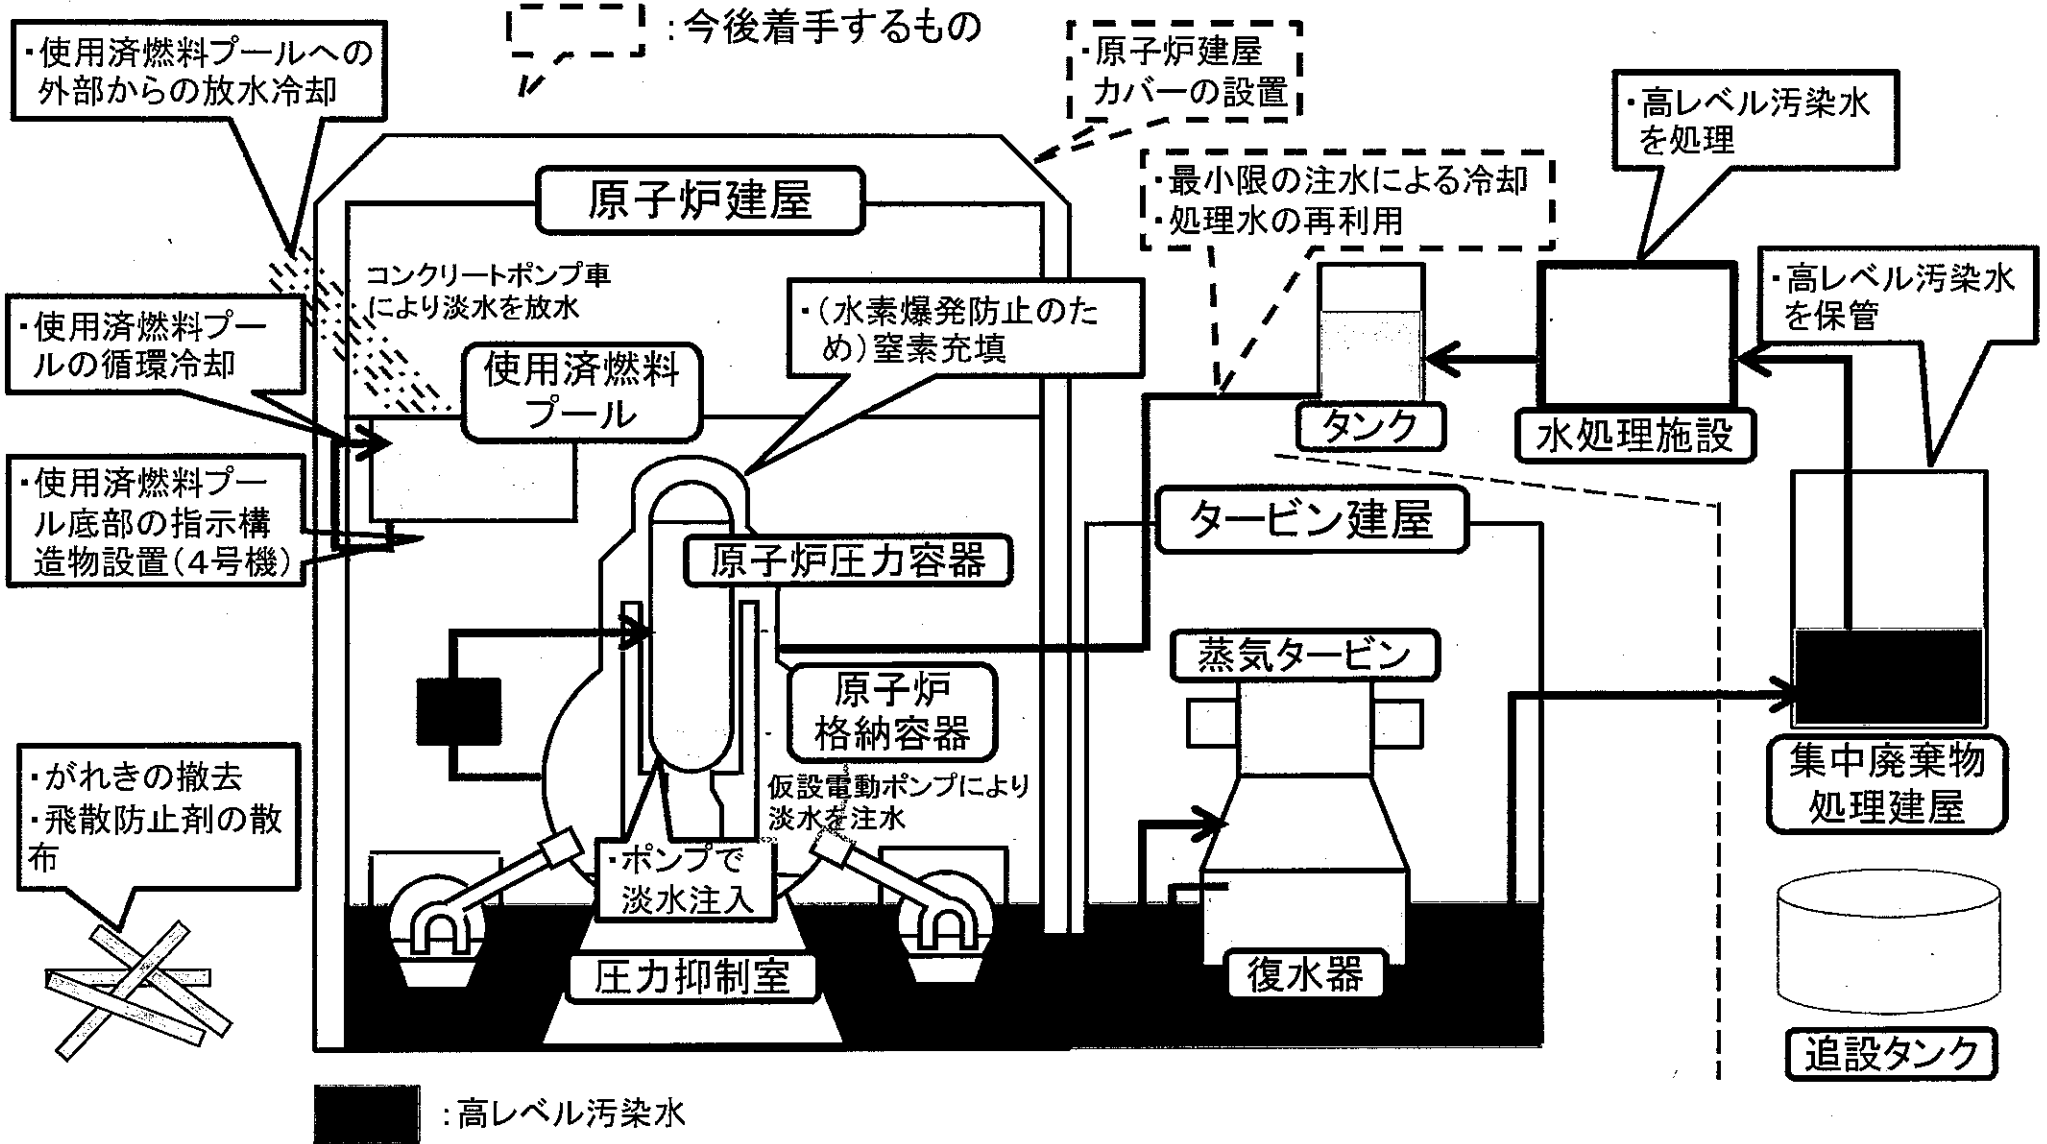 ・使用済燃料プールへの
外部からの放水冷却
:今後着手するもの
・原子炉建屋
カバーの設置
・高レベル汚染水
を処理
・最小限の注水による冷却
・処理水の再利用
原子炉建屋
・高レベル汚染水
を保管
コンクリートポンプ車
により淡水を放水
・(水素爆発防止のた
め)窒素充填
・使用済燃料プー
ルの循環冷却
使用済燃料
プール
タンク
水処理施設
・使用済燃料プー
ル底部の指示構
造物設置(4号機)
タービン建屋
原子炉圧力容器
蒸気タービン
原子炉
格納容器
集中廃棄物
処理建屋
・がれきの撤去
・飛散防止剤の散
布
仮設電動ポンプにより
淡水を注水
・ポンプで
淡水注入
圧力抑制室
復水器
追設タンク
:高レベル汚染水